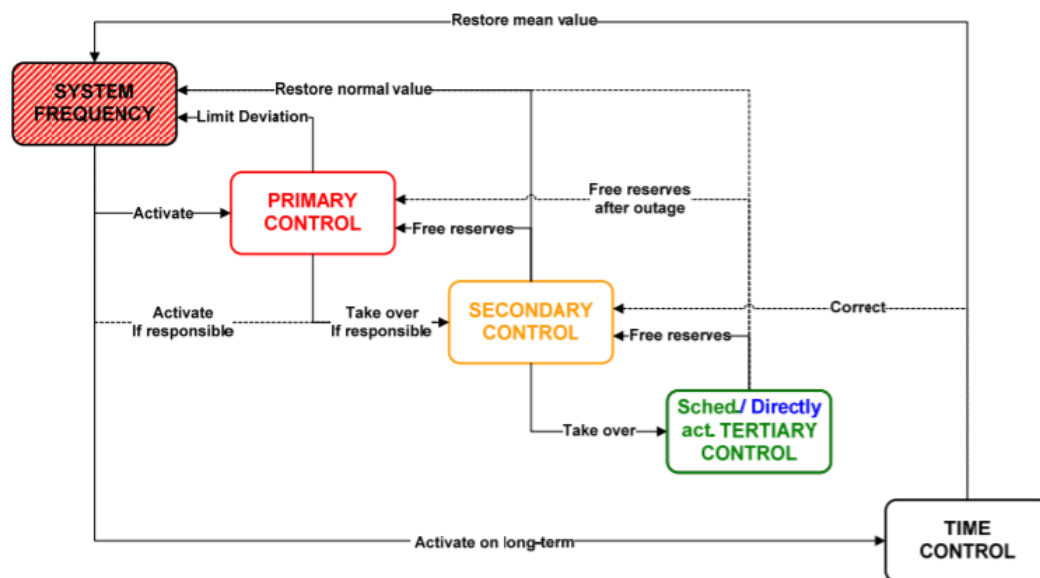 Restore mean value
SYSTEM
FREQUENCY
Restore normal value
Limit Deviation
PRIMARY
CONTROL
Free reserves
after outage
Activate
Free reserves
Activate
If responsible
Take over
If responsible
SECONDARY
CONTROL
Correct
Free reserves
Sched./ Directly
act. TERTIARY
CONTROL
Take over
TIME
CONTROL
Activate on long-term